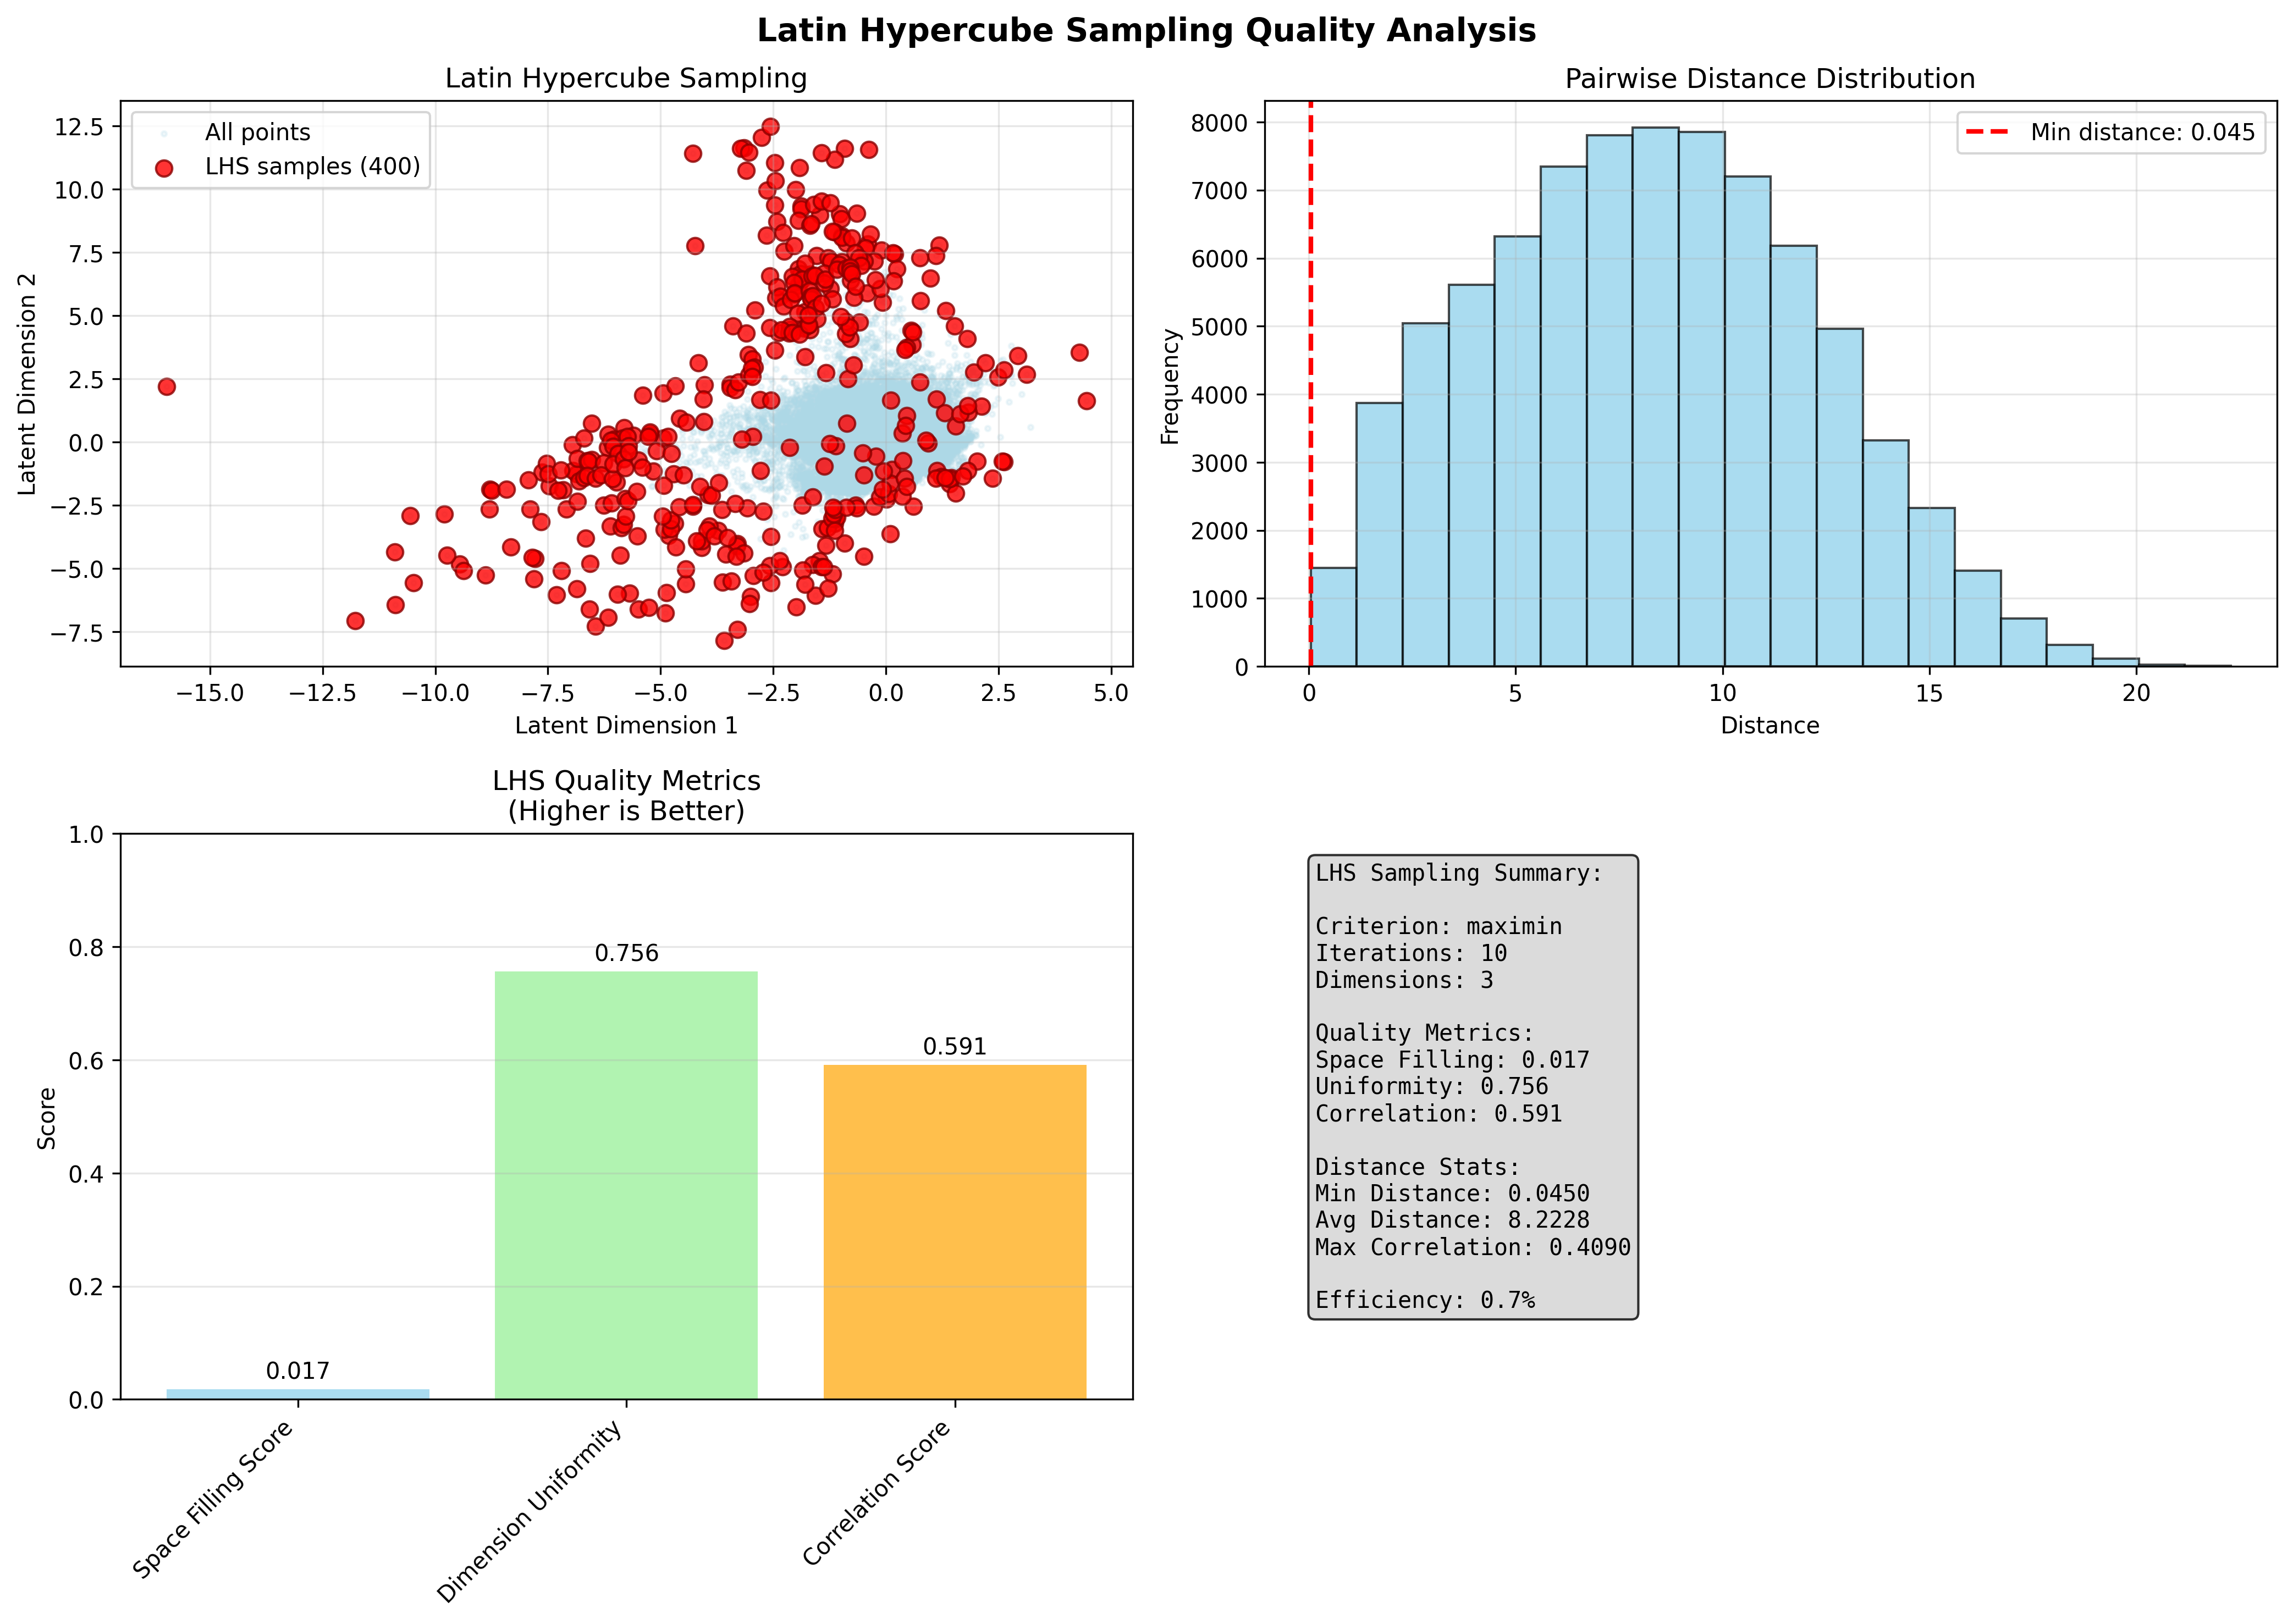 Latin Hypercube Sampling Quality Analysis
Latin Hypercube Sampling
All points
LHS samples (400)
12.5
10.0
7.5
5.0
2.5
0.0
−2.5
−5.0
−7.5
Latent Dimension 2
−15.0 −12.5 −10.0 −7.5 −5.0 −2.5 0.0 2.5 5.0
Latent Dimension 1
Pairwise Distance Distribution
Min distance: 0.045
8000
7000
6000
5000
4000
3000
2000
1000
0
Frequency
0 5 10 15 20
Distance
LHS Quality Metrics
(Higher is Better)
1.0
0.8
0.6
0.4
0.2
0.0
Score
0.017
0.756
0.591
Space Filling Score
Dimension Uniformity
Correlation Score
LHS Sampling Summary:
Criterion: maximin
Iterations: 10
Dimensions: 3
Quality Metrics:
Space Filling: 0.017
Uniformity: 0.756
Correlation: 0.591
Distance Stats:
Min Distance: 0.0450
Avg Distance: 8.2228
Max Correlation: 0.4090
Efficiency: 0.7%